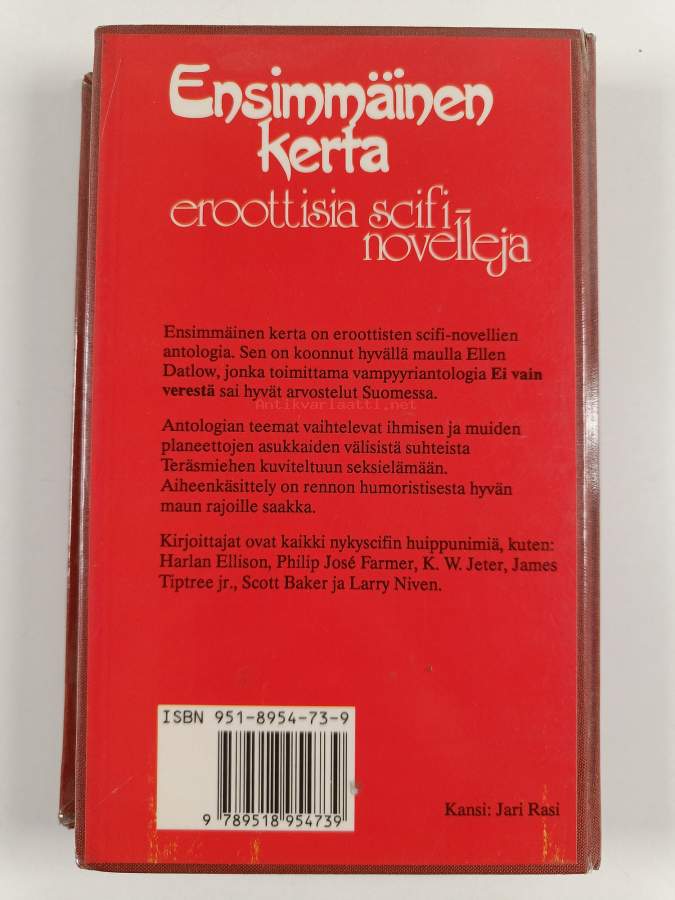 Ensimmäinen
kerta
eroottisia scifi-
novelleja
Ensimmäinen kerta on eroottisten scifi-novellien
antologia. Sen on koonnut hyvällä maulla Ellen
Datlow, jonka toimittama vampyyriantologia Ei vain
verestä sai hyvät arvostelut Suomessa.
Antikvariaatti.net
Antologian teemat vaihtelevat ihmisen ja muiden
planeettojen asukkaiden välisistä suhteista
Teräsmiehen kuviteltuun seksielämään.
Aiheenkäsittely on rennon humoristisesta hyvän
maun rajoille saakka.
Kirjoittajat ovat kaikki nykyscifin huippunimiä, kuten:
Harlan Ellison, Philip José Farmer, K. W. Jeter, James
Tiptree jr., Scott Baker ja Larry Niven.
ISBN 951-8954-73-9
9 789518 954739
Kansi: Jari Rasi